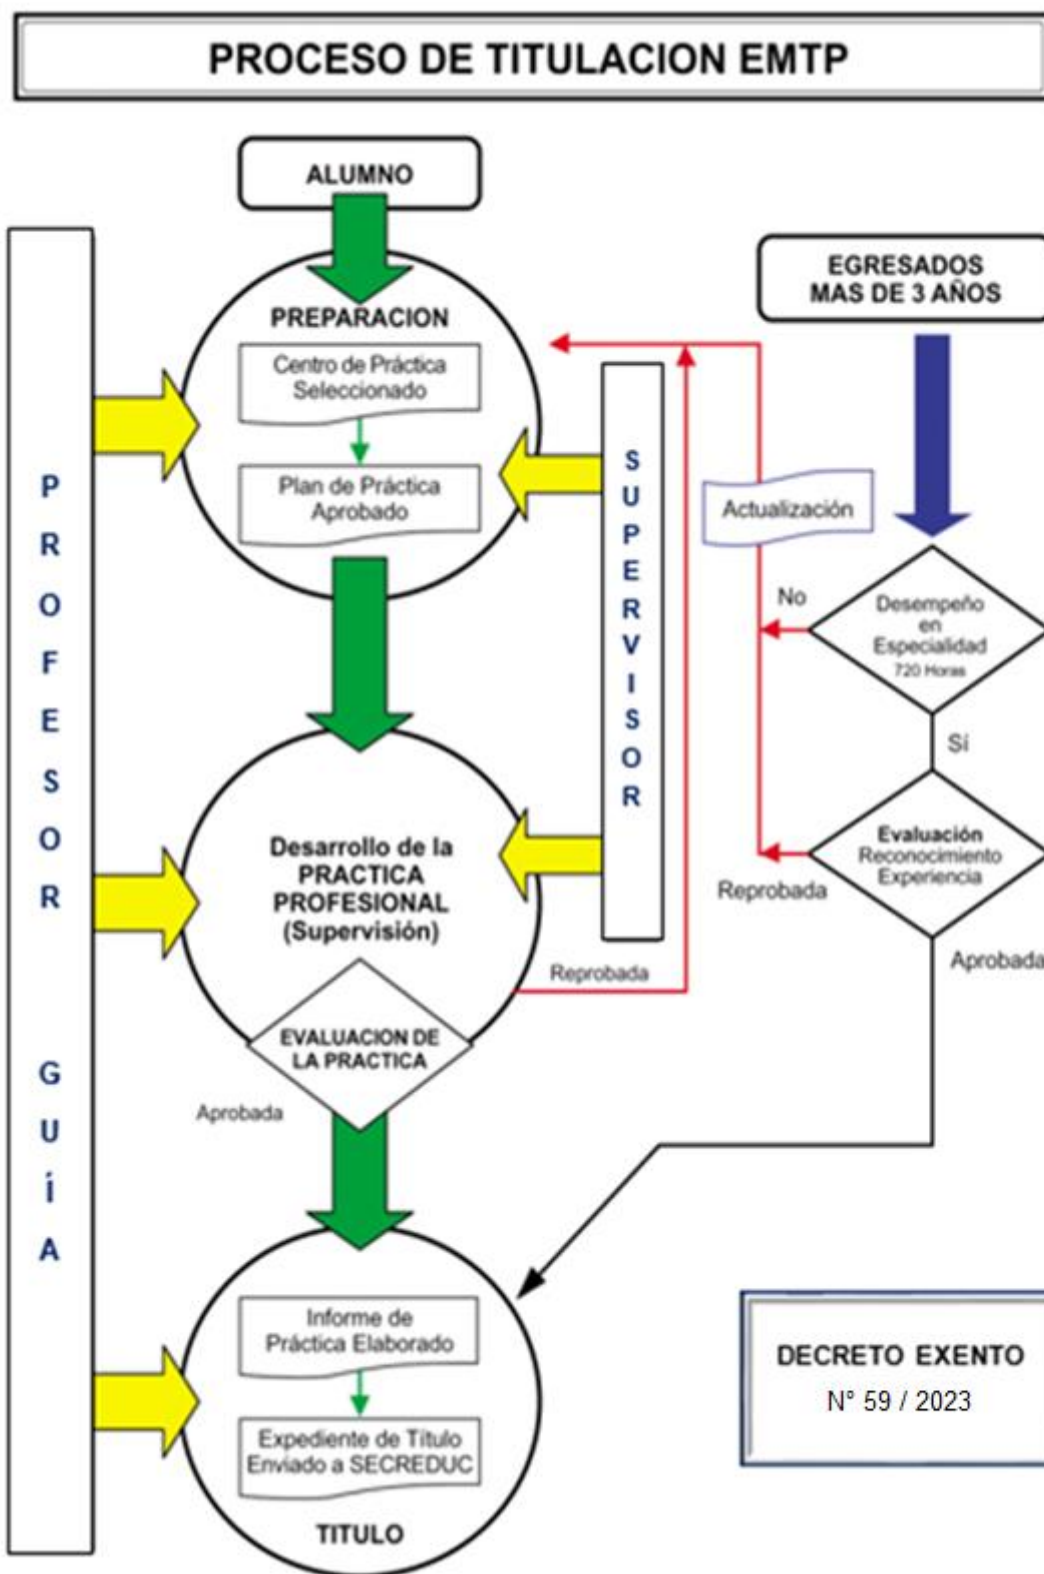 PROCESO DE TITULACION EMTP
ALUMNO
PREPARACION
Centro de Práctica
Seleccionado
Plan de Práctica
Aprobado
PROFESOR GUÍA
SUPERVISOR
EGRESADOS
MAS DE 3 AÑOS
Actualización
No
Desempeño
en
Especialidad
720 Horas
Sí
Evaluación
Reconocimiento
Experiencia
Reprobada
Aprobada
Desarrollo de la
PRACTICA
PROFESIONAL
(Supervisión)
Reprobada
EVALUACION DE
LA PRACTICA
Aprobada
Informe de
Práctica Elaborado
Expediente de Título
Enviado a SECREDUC
TITULO
DECRETO EXENTO
N° 59 / 2023